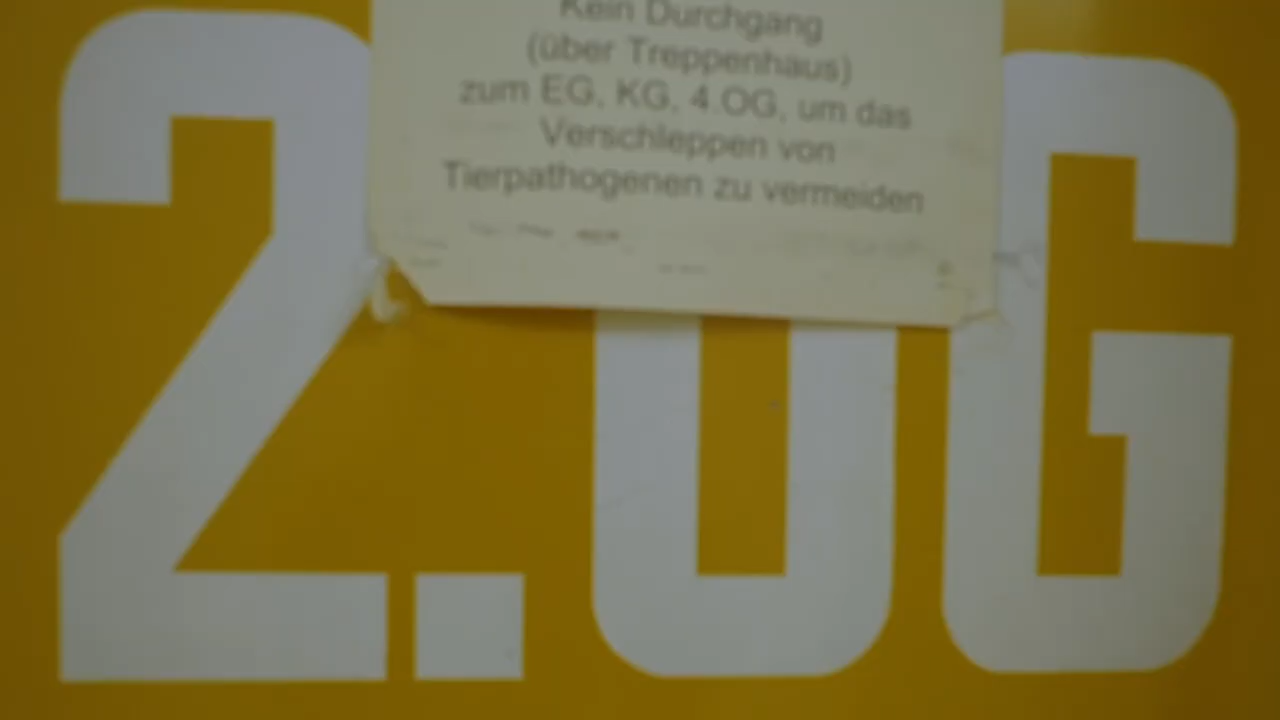 Kein Durchgang
(über Treppenhaus)
zum EG, KG, 4.OG, um das
Verschleppen von
Tierpathogenen zu vermeiden
2.OG